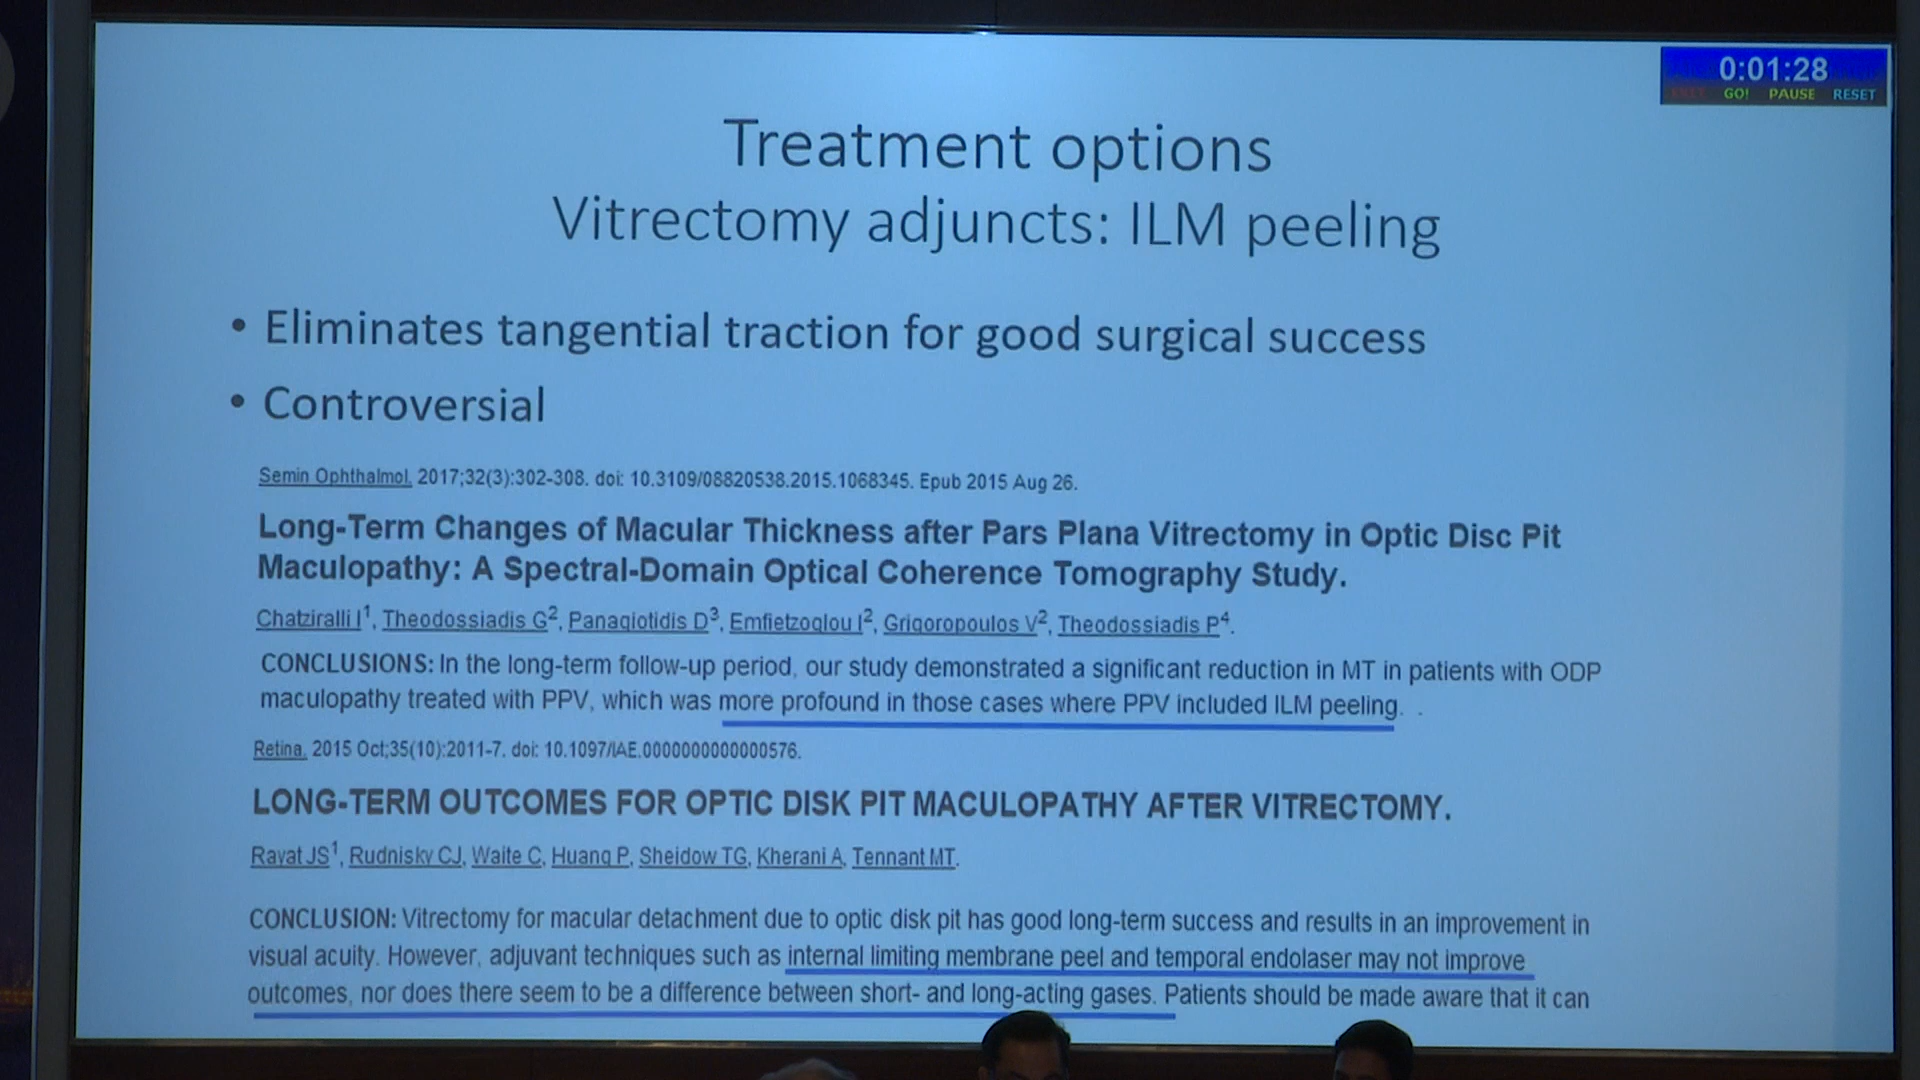 0:01:28
GO! PAUSE RESET
Treatment options
Vitrectomy adjuncts: ILM peeling
• Eliminates tangential traction for good surgical success
• Controversial
Semin Ophthalmol. 2017;32(3):302-308. doi: 10.3109/08820538.2015.1068345. Epub 2015 Aug 26.
Long-Term Changes of Macular Thickness after Pars Plana Vitrectomy in Optic Disc Pit
Maculopathy: A Spectral-Domain Optical Coherence Tomography Study.
Chatziralli I1, Theodossiadis G2, Panagiotidis D3, Emfietzoglou I2, Grigoropoulos V2, Theodossiadis P4.
CONCLUSIONS: In the long-term follow-up period, our study demonstrated a significant reduction in MT in patients with ODP
maculopathy treated with PPV, which was more profound in those cases where PPV included ILM peeling. .
Retina. 2015 Oct;35(10):2011-7. doi: 10.1097/IAE.0000000000000576.
LONG-TERM OUTCOMES FOR OPTIC DISK PIT MACULOPATHY AFTER VITRECTOMY.
Rayat JS1, Rudnisky CJ, Waite C, Huang P, Sheidow TG, Kherani A, Tennant MT.
CONCLUSION: Vitrectomy for macular detachment due to optic disk pit has good long-term success and results in an improvement in
visual acuity. However, adjuvant techniques such as internal limiting membrane peel and temporal endolaser may not improve
outcomes, nor does there seem to be a difference between short- and long-acting gases. Patients should be made aware that it can